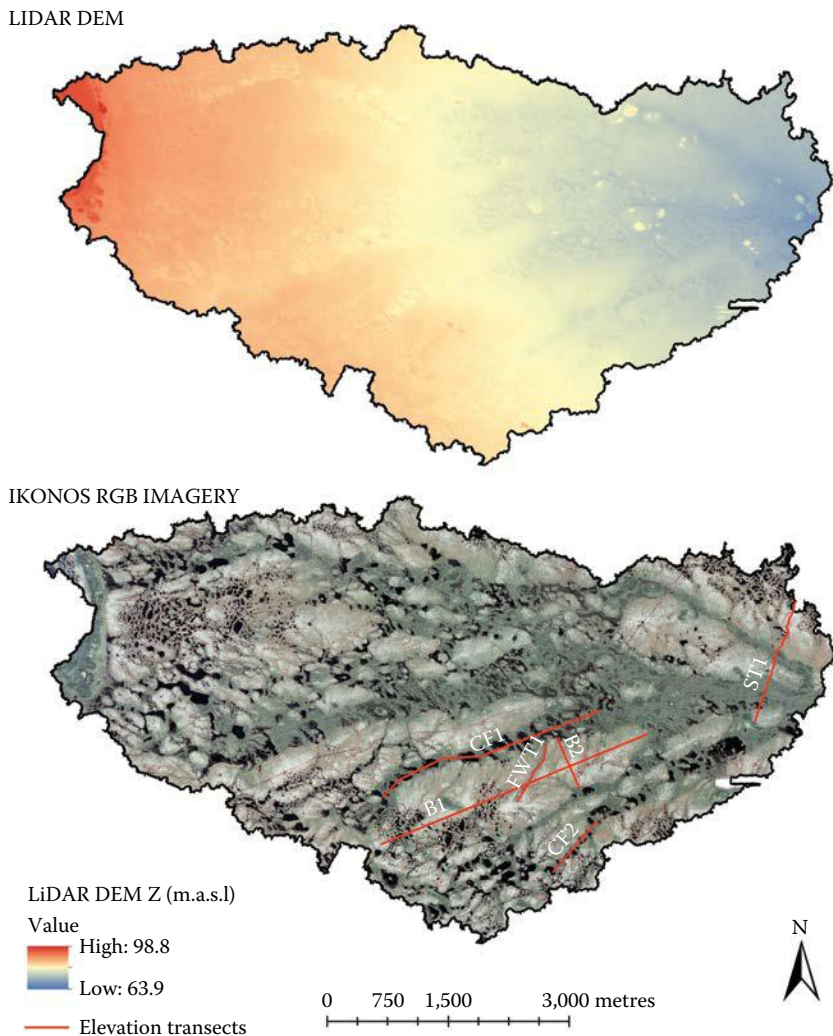 LIDAR DEM
IKONOS RGB IMAGERY
ST1
CF1
FWT1
B2
B1
CF2
LiDAR DEM Z (m.a.s.l)
Value
High: 98.8
Low: 63.9
Elevation transects
0 750 1,500 3,000 metres
N